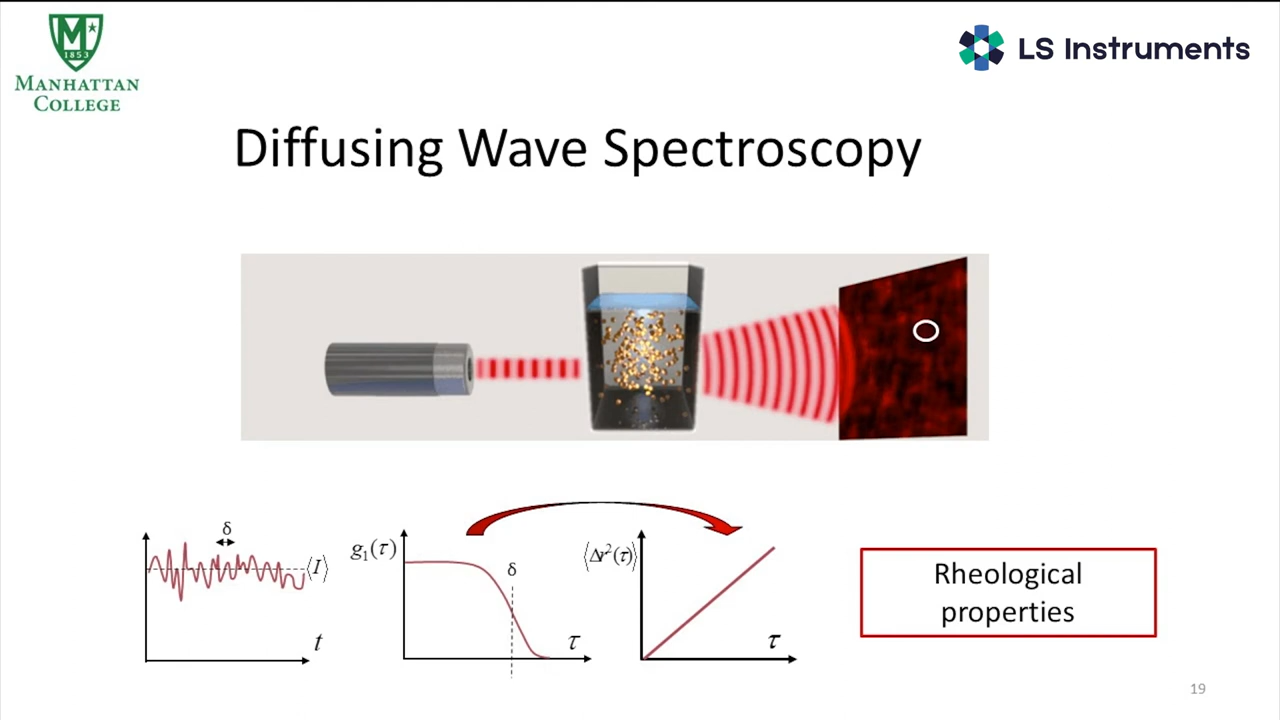 M
1853
MANHATTAN
COLLEGE
LS Instruments
Diffusing Wave Spectroscopy
δ
⟨I⟩
t
g₁(τ)
δ
τ
⟨Δr²(τ)⟩
τ
Rheological
properties
19